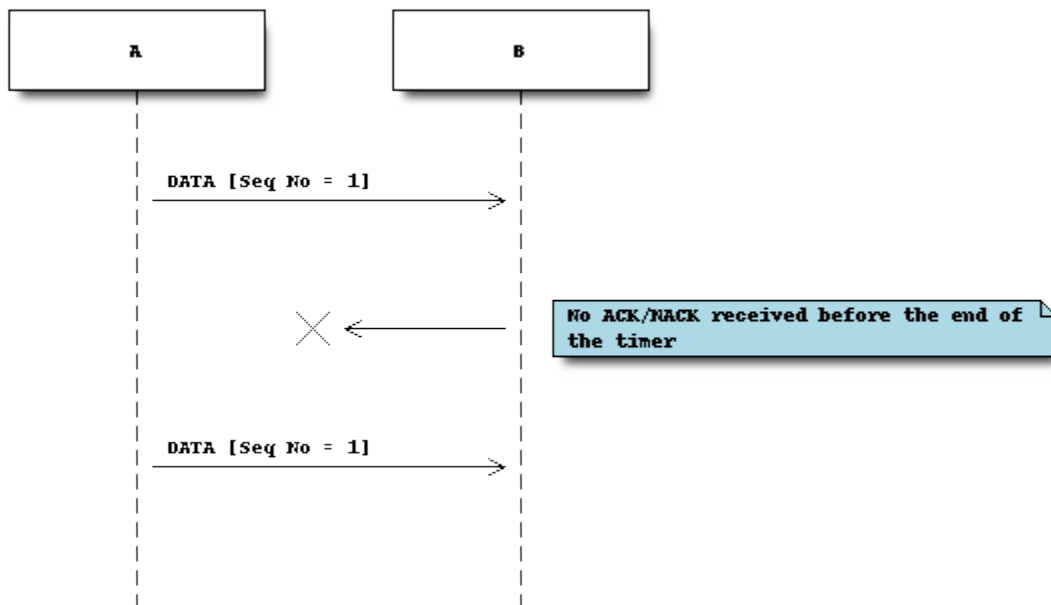 A
B
DATA [Seq No = 1]
No ACK/NACK received before the end of
the timer
DATA [Seq No = 1]